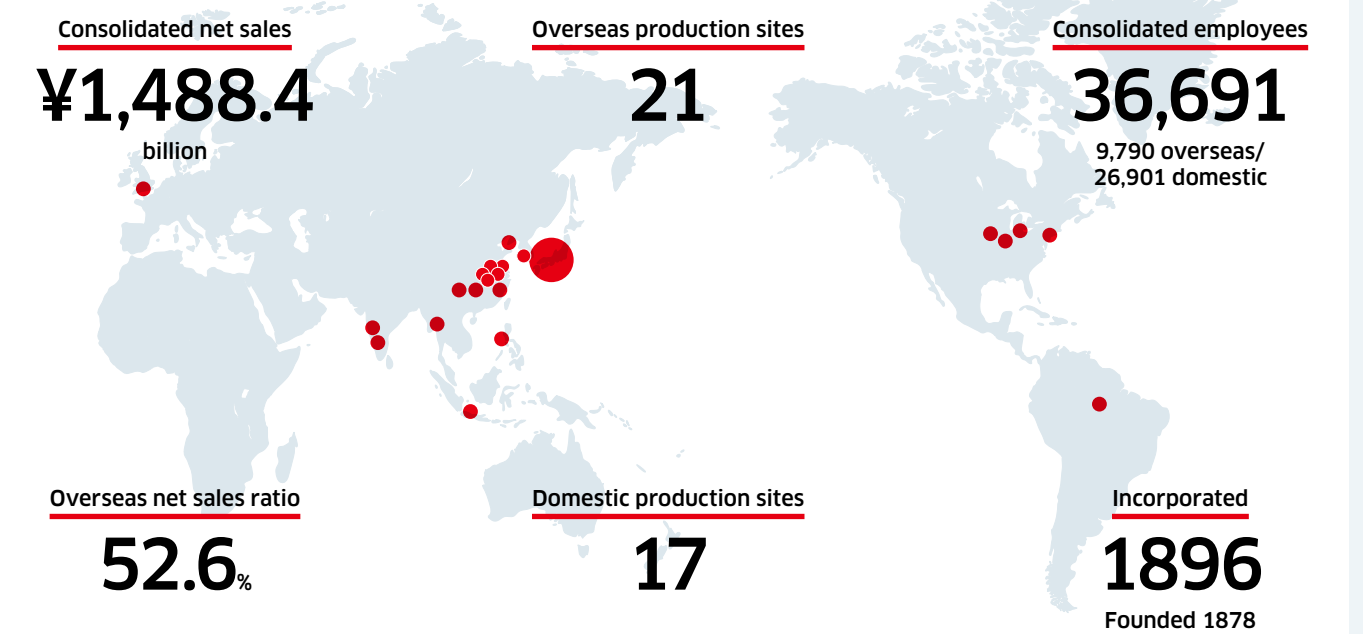 Consolidated net sales
¥1,488.4
billion
Overseas production sites
21
Consolidated employees
36,691
9,790 overseas/
26,901 domestic
Overseas net sales ratio
52.6%
Domestic production sites
17
Incorporated
1896
Founded 1878